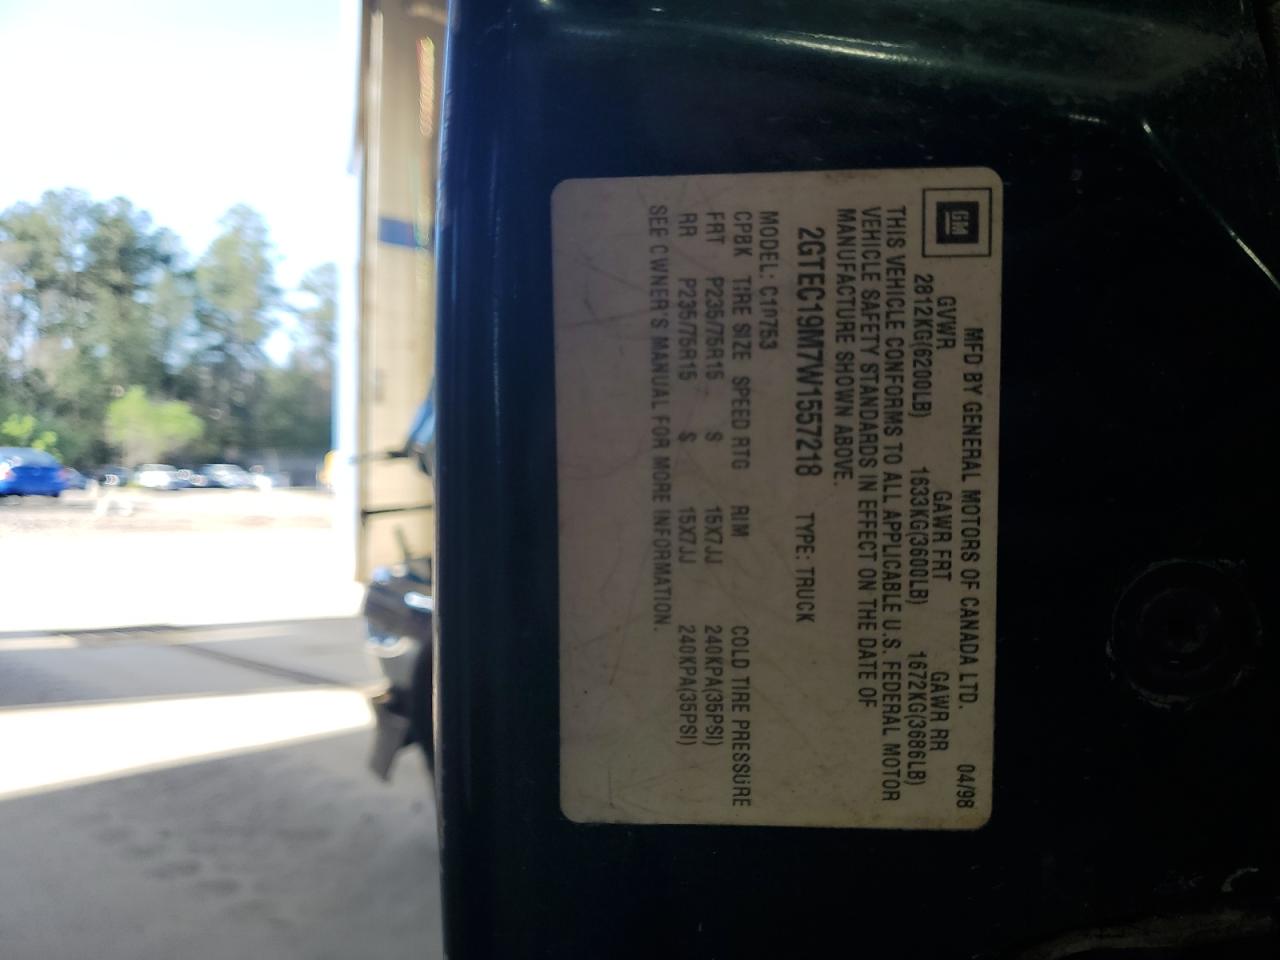 GM
MFD BY GENERAL MOTORS OF CANADA LTD. 04/98
GVWR GAWR FRT GAWR RR
2812KG(6200LB) 1633KG(3600LB) 1672KG(3686LB)
THIS VEHICLE CONFORMS TO ALL APPLICABLE U.S. FEDERAL MOTOR
VEHICLE SAFETY STANDARDS IN EFFECT ON THE DATE OF
MANUFACTURE SHOWN ABOVE.
2GTEC19M7W1557218 TYPE: TRUCK
MODEL: C10753
CPBK TIRE SIZE SPEED RTG RIM COLD TIRE PRESSURE
FRT P235/75R15 S 15X7JJ 240KPA(35PSI)
RR P235/75R15 S 15X7JJ 240KPA(35PSI)
SEE OWNER'S MANUAL FOR MORE INFORMATION.